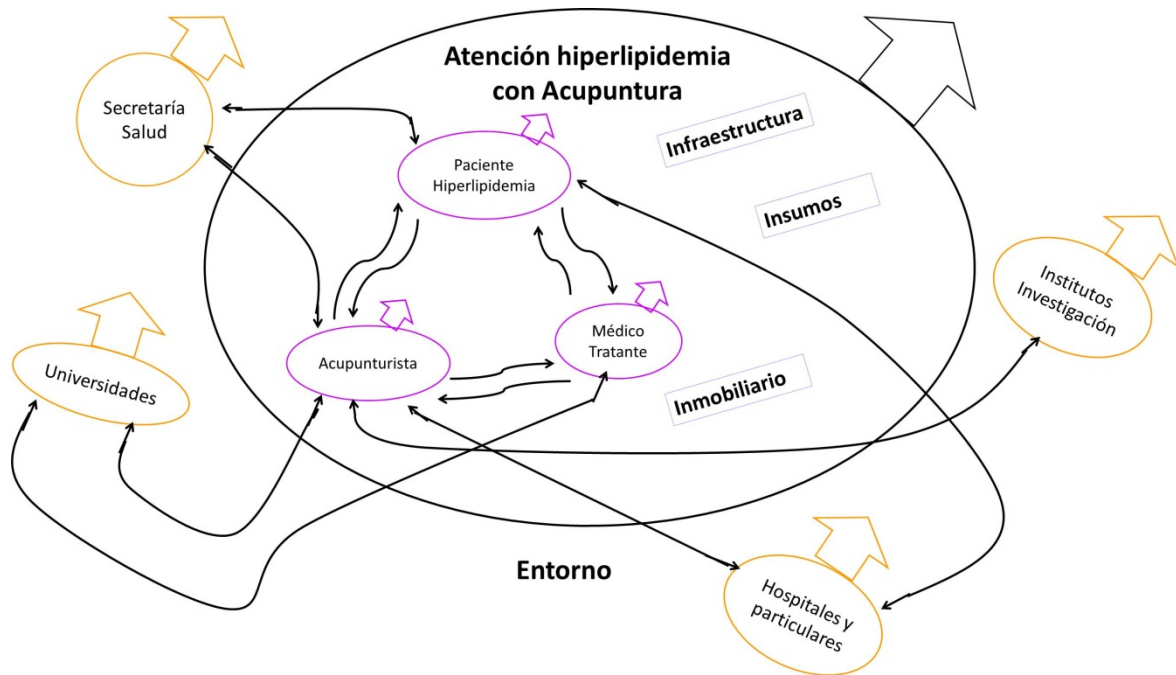 Atención hiperlipidemia
con Acupuntura
Secretaría
Salud
Infraestructura
Paciente
Hiperlipidemia
Insumos
Institutos
Investigación
Médico
Tratante
Acupunturista
Universidades
Inmobiliario
Entorno
Hospitales y
particulares